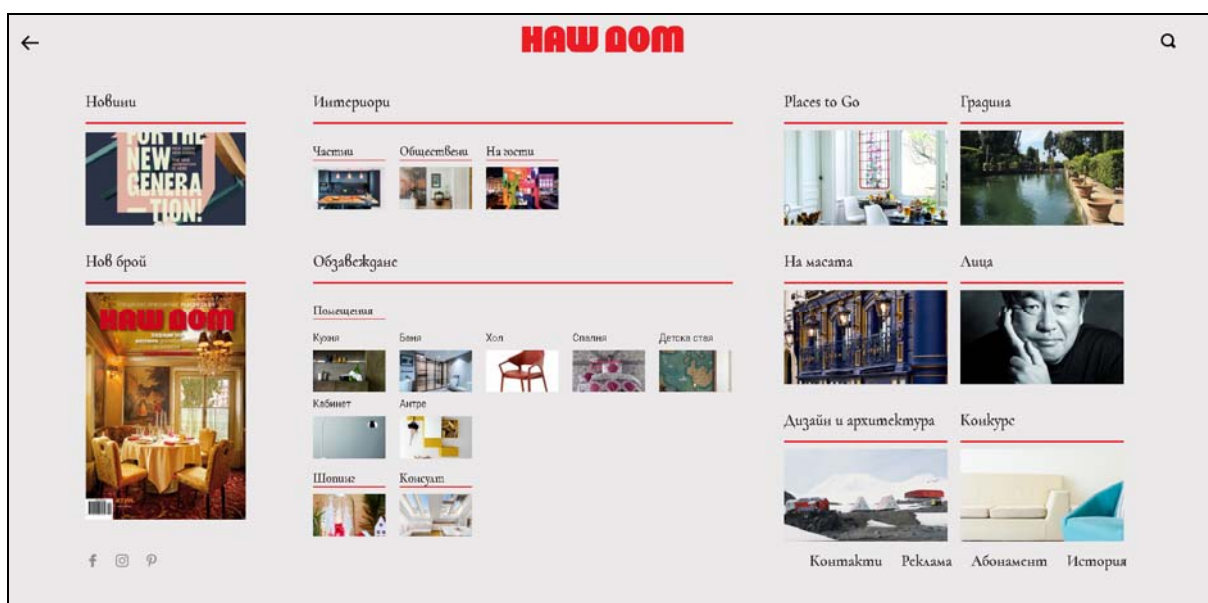 НАШ ДОМ
Новини
FOR THE
NEW
GENERA
— TION!
Нов брой
НАШ ДОМ
Интериори
Частни Обществени На гости
Обзавеждане
Помещения
Кухня Баня Хол Спалня Детска стая
Кабинет Антре
Шопинг Консулт
Places to Go Градина
На масата Лица
Дизайн и архитектура Конкурс
Контакти Реклама Абонамент История